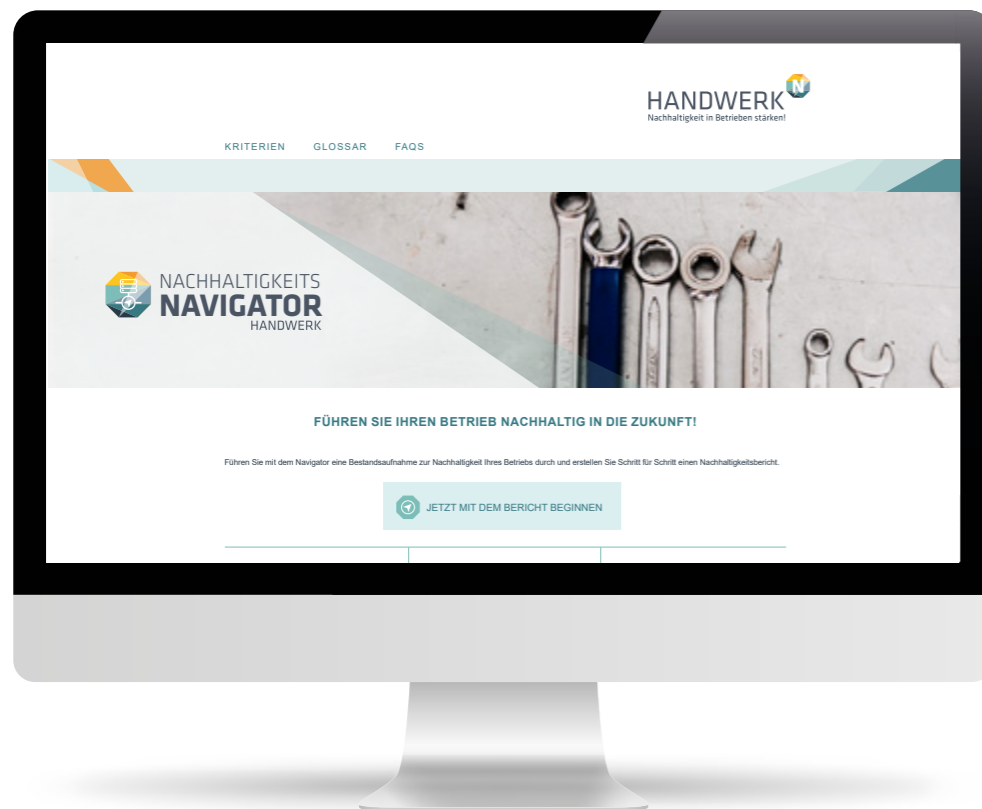 HANDWERK N
Nachhaltigkeit in Betrieben stärken!
KRITERIEN GLOSSAR FAQS
NACHHALTIGKEITS
NAVIGATOR
HANDWERK
FÜHREN SIE IHREN BETRIEB NACHHALTIG IN DIE ZUKUNFT!
Führen Sie mit dem Navigator eine Bestandsaufnahme zur Nachhaltigkeit Ihres Betriebs durch und erstellen Sie Schritt für Schritt einen Nachhaltigkeitsbericht.
JETZT MIT DEM BERICHT BEGINNEN